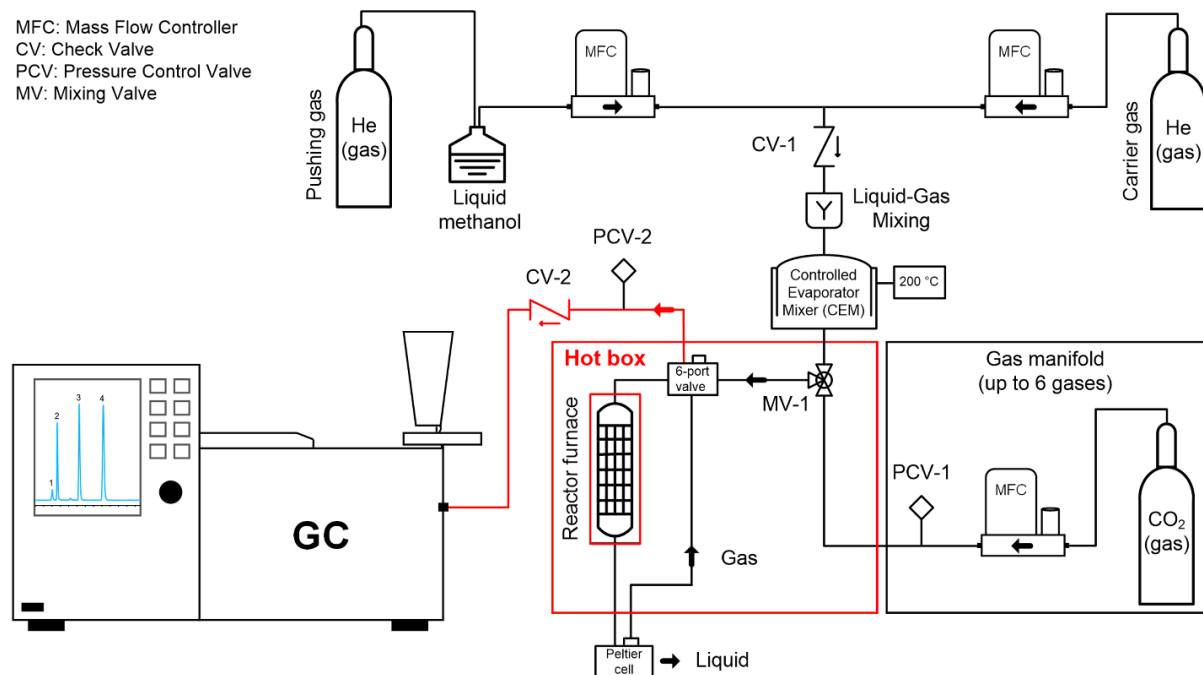 MFC: Mass Flow Controller
CV: Check Valve
PCV: Pressure Control Valve
MV: Mixing Valve
Pushing gas
He
(gas)
Liquid
methanol
MFC
MFC
Carrier gas
He
(gas)
CV-1
Y
Liquid-Gas
Mixing
Controlled
Evaporator
Mixer (CEM)
200 °C
PCV-2
CV-2
Hot box
6-port
valve
MV-1
Reactor furnace
Gas
Peltier
cell
Liquid
Gas manifold
(up to 6 gases)
PCV-1
MFC
CO₂
(gas)
1
2
3
4
GC